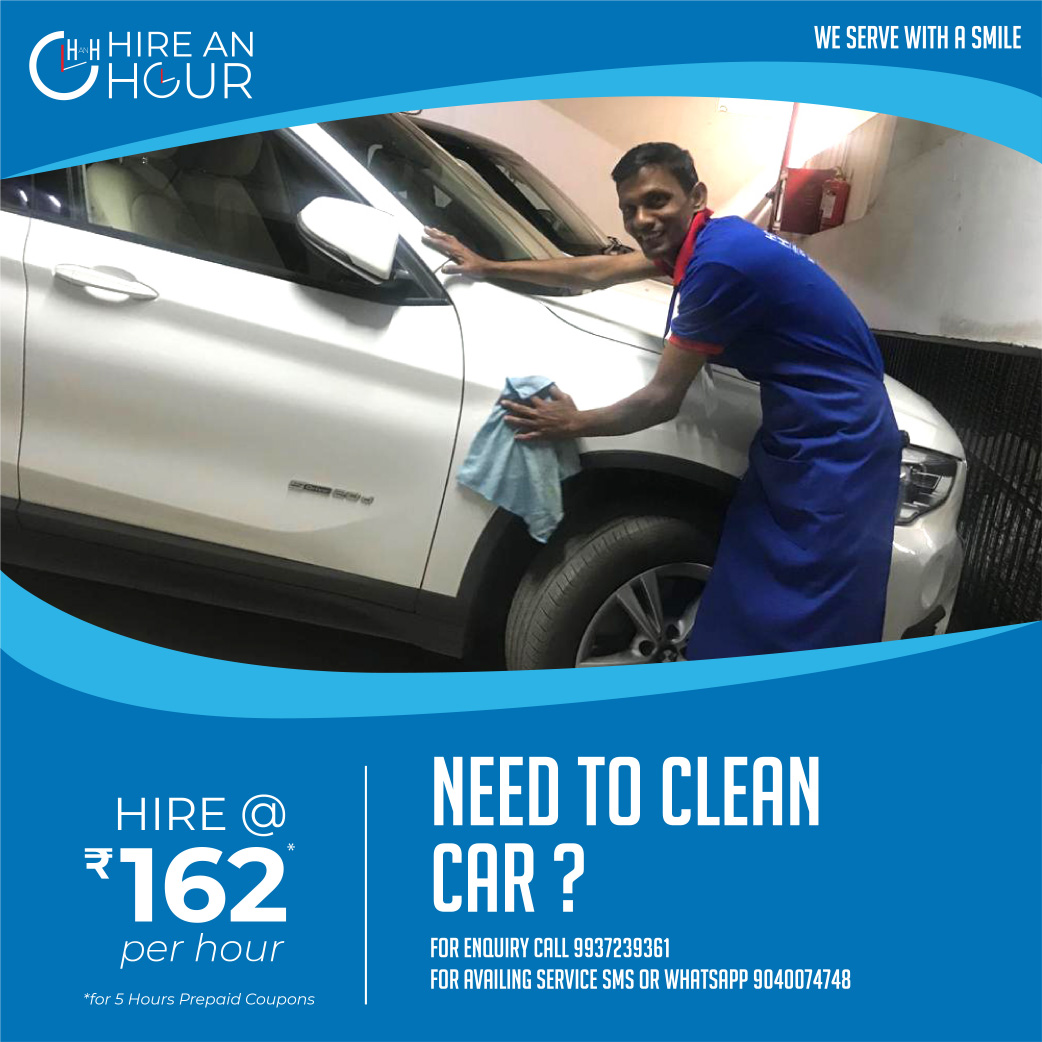 H AN H
HIRE AN
HOUR
WE SERVE WITH A SMILE
HIRE @
₹162*
per hour
*for 5 Hours Prepaid Coupons
NEED TO CLEAN
CAR ?
FOR ENQUIRY CALL 9937239361
FOR AVAILING SERVICE SMS OR WHATSAPP 9040074748